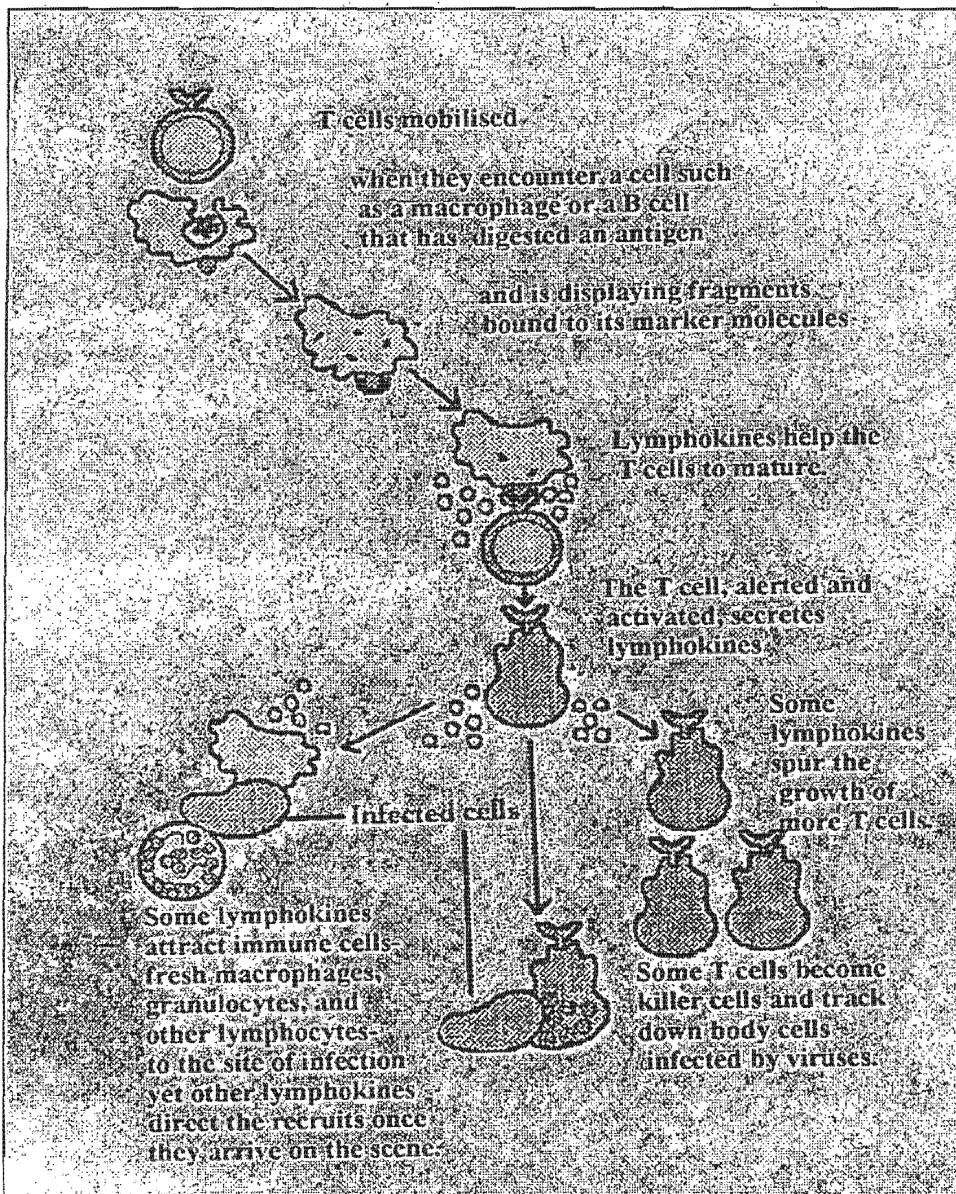 T cells mobilised-
when they encounter a cell such
as a macrophage or a B cell
that has digested an antigen
and is displaying fragments
bound to its marker molecules-
Lymphokines help the
T cells to mature.
The T cell, alerted and
activated, secretes
lymphokines.
Some
lymphokines
spur the
growth of
more T cells.
Infected cells
Some lymphokines
attract immune cells-
fresh macrophages,
granulocytes, and
other lymphocytes-
to the site of infection
yet other lymphokines
direct the recruits once
they arrive on the scene.
Some T cells become
killer cells and track
down body cells
infected by viruses.